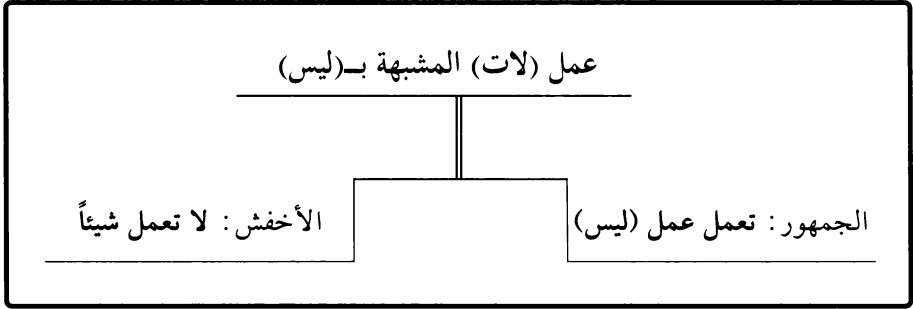 عمل (لات) المشبهة بـ(ليس)
الجمهور: تعمل عمل (ليس)
الأخفش: لا تعمل شيئاً